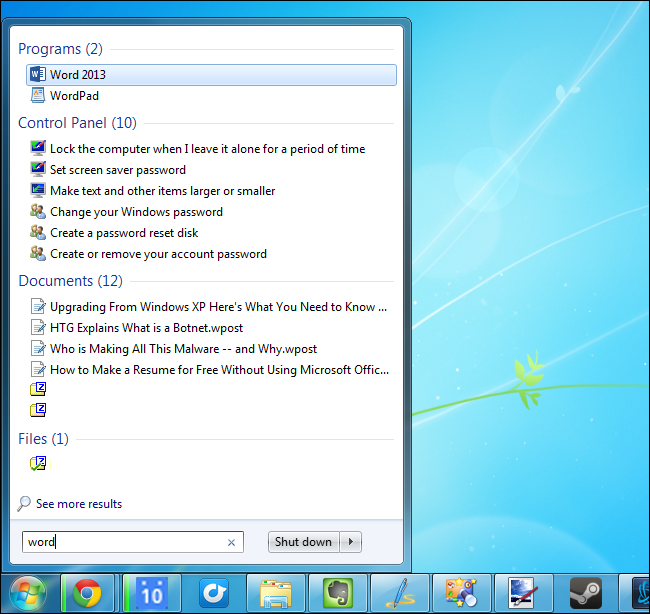 Programs (2)
Word 2013
WordPad
Control Panel (10)
Lock the computer when I leave it alone for a period of time
Set screen saver password
Make text and other items larger or smaller
Change your Windows password
Create a password reset disk
Create or remove your account password
Documents (12)
Upgrading From Windows XP Here's What You Need to Know ...
HTG Explains What is a Botnet.wpost
Who is Making All This Malware -- and Why.wpost
How to Make a Resume for Free Without Using Microsoft Offic...
Files (1)
See more results
word
Shut down
10